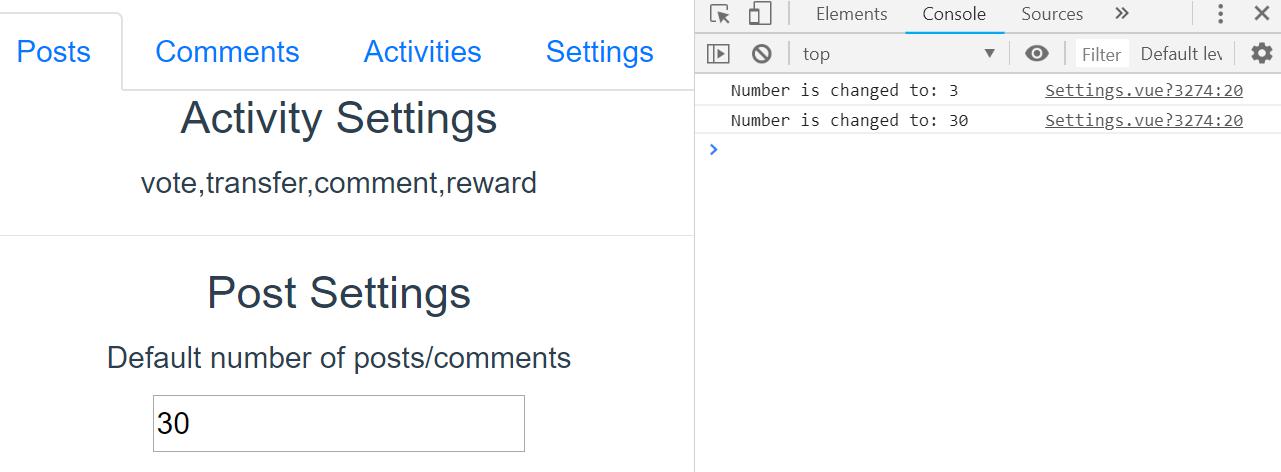 Posts Comments Activities Settings
Activity Settings
vote,transfer,comment,reward
Post Settings
Default number of posts/comments
30
Elements Console Sources »
top ▼ Filter Default lev
Number is changed to: 3 Settings.vue?3274:20
Number is changed to: 30 Settings.vue?3274:20